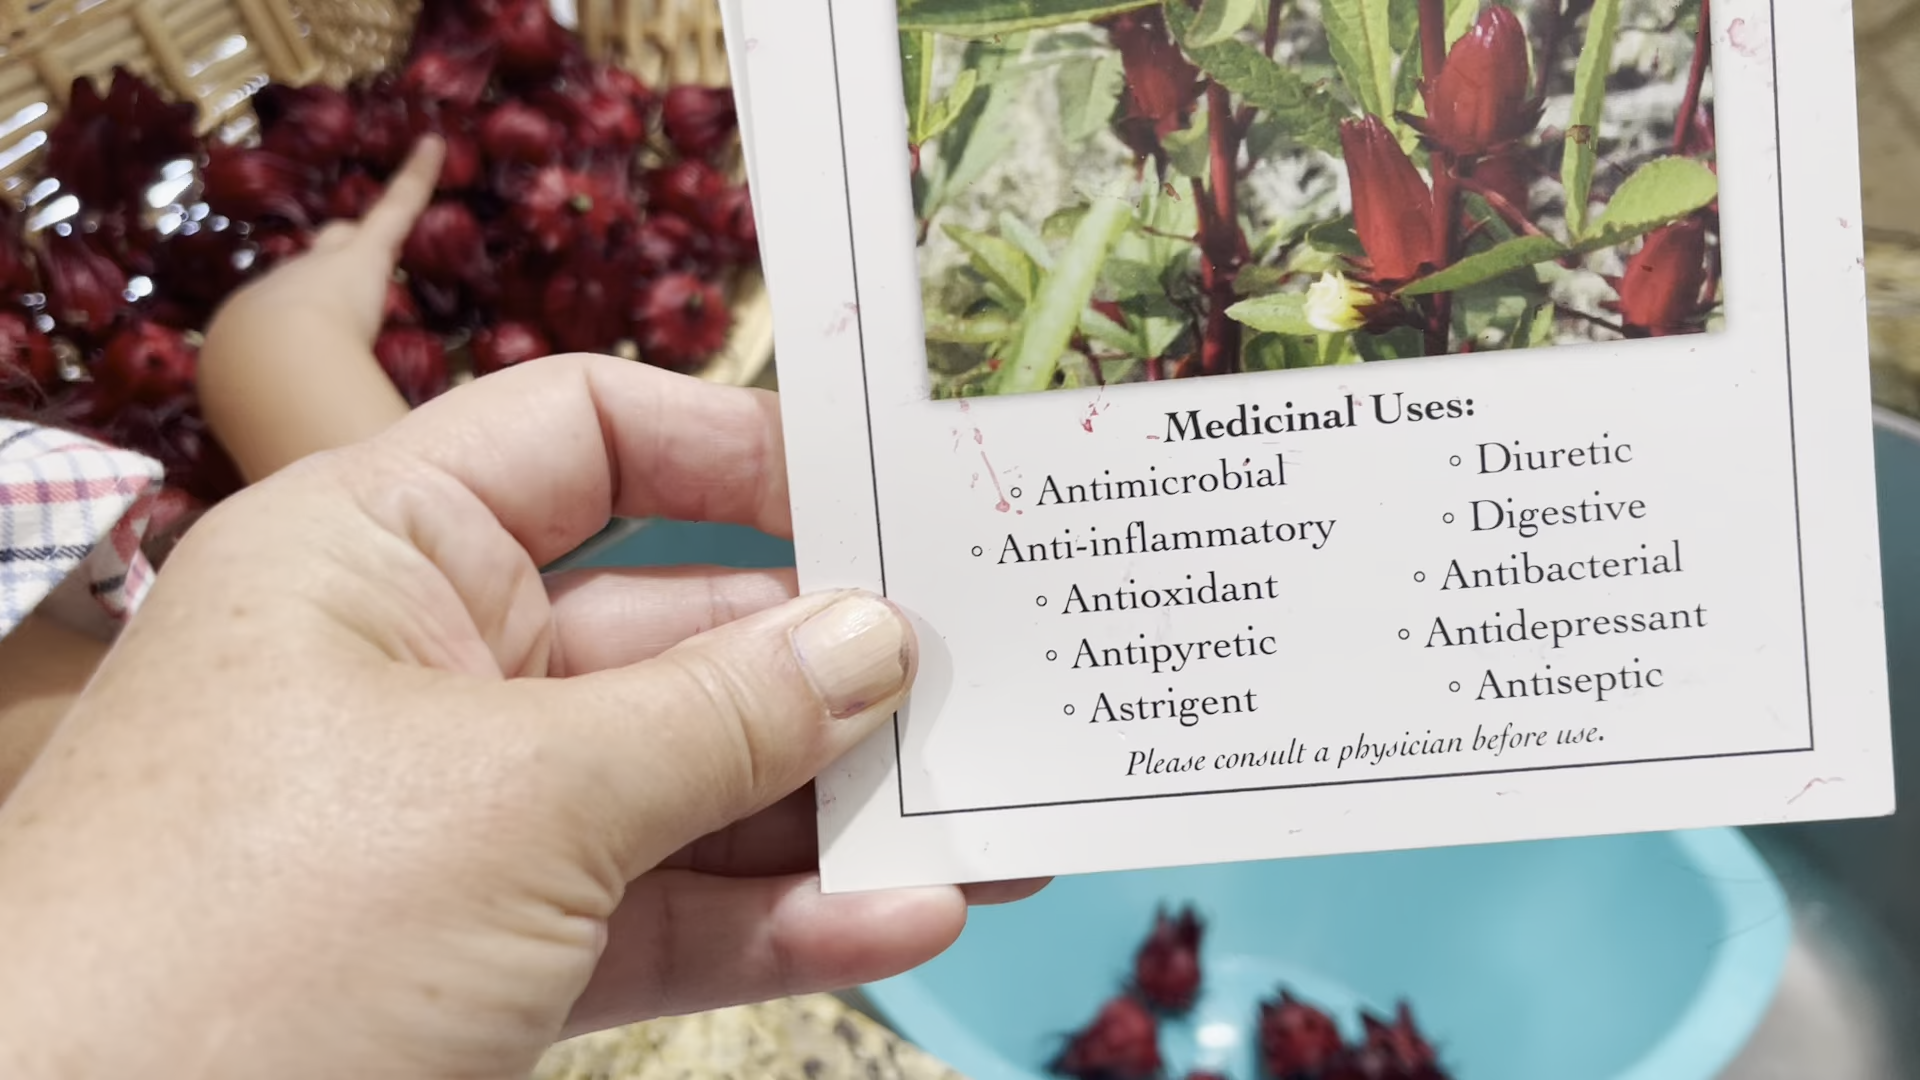 Medicinal Uses:
◦ Antimicrobial
◦ Anti-inflammatory
◦ Antioxidant
◦ Antipyretic
◦ Astrigent
◦ Diuretic
◦ Digestive
◦ Antibacterial
◦ Antidepressant
◦ Antiseptic
Please consult a physician before use.